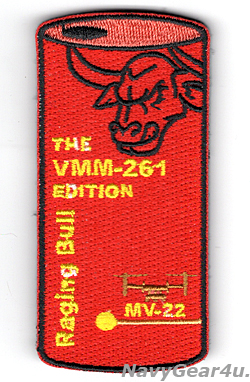 THE
VMM-261
EDITION
Raging Bull
MV-22
NavyGear4u.